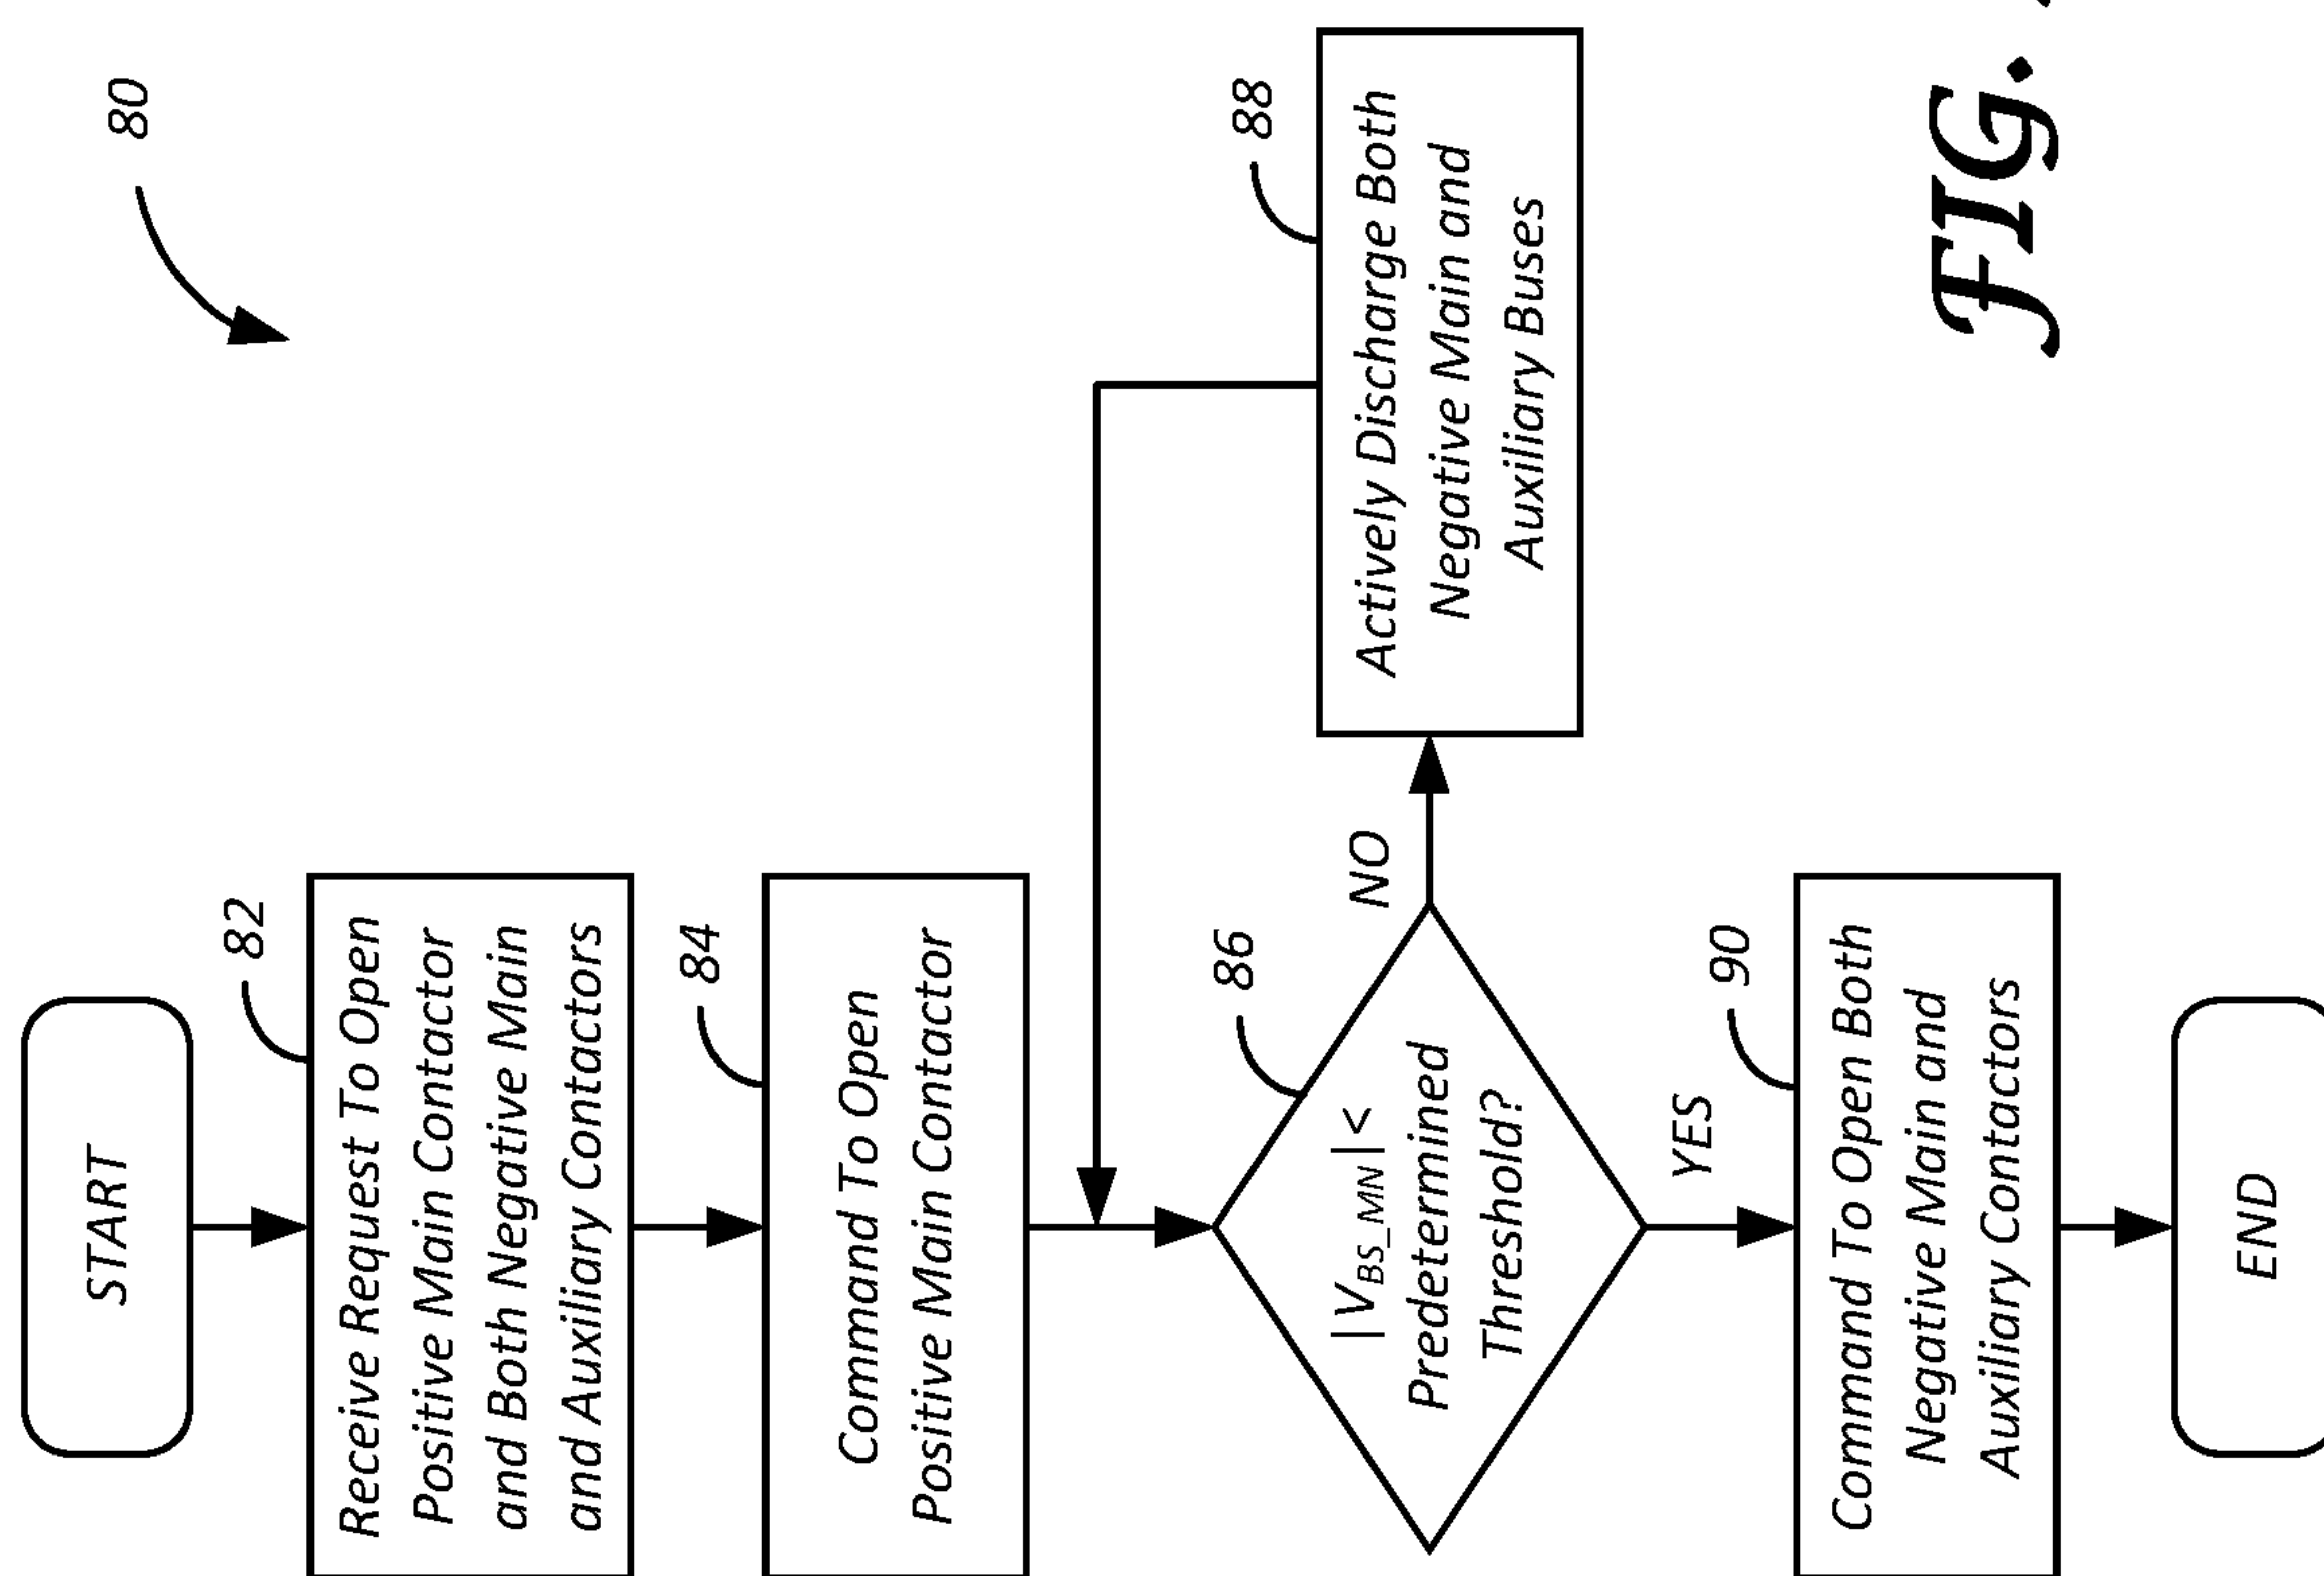 80
START
82
Receive Request To Open
Positive Main Contactor
and Both Negative Main
and Auxiliary Contactors
84
Command To Open
Positive Main Contactor
86
|V_BS_MN|<
Predetermined
Threshold?
NO
88
Actively Discharge Both
Negative Main and
Auxiliary Buses
YES
90
Command To Open Both
Negative Main and
Auxiliary Contactors
END
FIG.